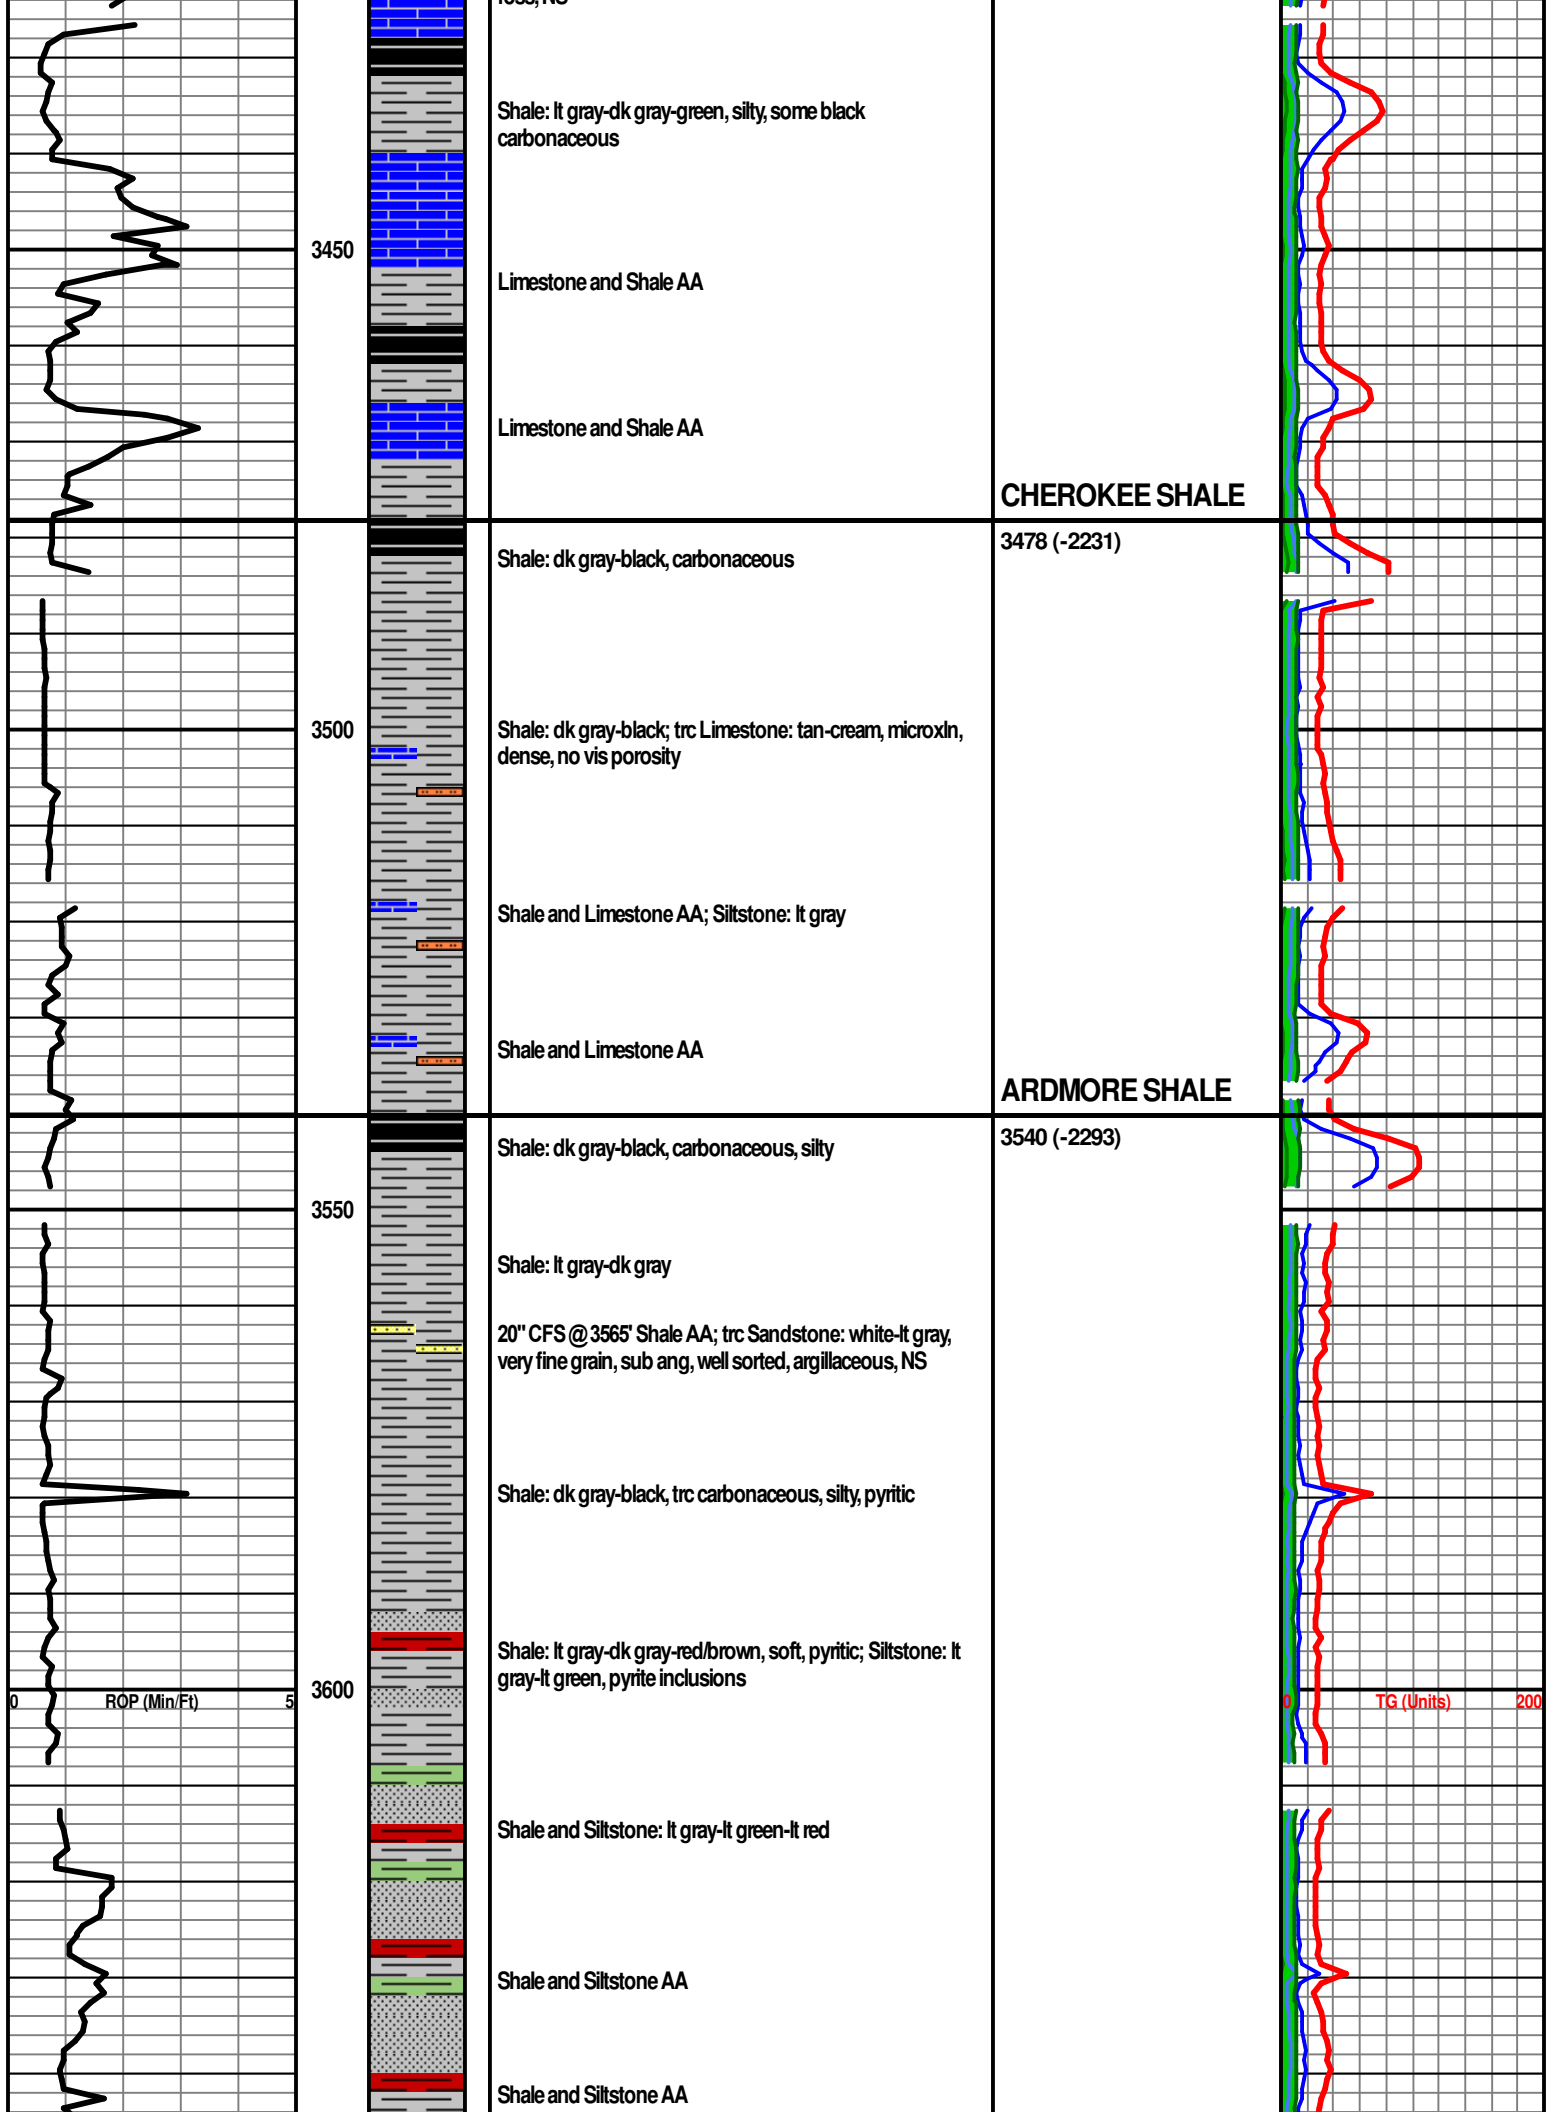 foss, NS
Shale: lt gray-dk gray-green, silty, some black
carbonaceous
3450
Limestone and Shale AA
Limestone and Shale AA
CHEROKEE SHALE
3478 (-2231)
Shale: dk gray-black, carbonaceous
3500
Shale: dk gray-black; trc Limestone: tan-cream, microxln,
dense, no vis porosity
Shale and Limestone AA; Siltstone: lt gray
Shale and Limestone AA
ARDMORE SHALE
3540 (-2293)
Shale: dk gray-black, carbonaceous, silty
3550
Shale: lt gray-dk gray
20" CFS @ 3565' Shale AA; trc Sandstone: white-lt gray,
very fine grain, sub ang, well sorted, argillaceous, NS
Shale: dk gray-black, trc carbonaceous, silty, pyritic
Shale: lt gray-dk gray-red/brown, soft, pyritic; Siltstone: lt
gray-lt green, pyrite inclusions
3600
0 ROP (Min/Ft) 5
0 TG (Units) 200
Shale and Siltstone: lt gray-lt green-lt red
Shale and Siltstone AA
Shale and Siltstone AA